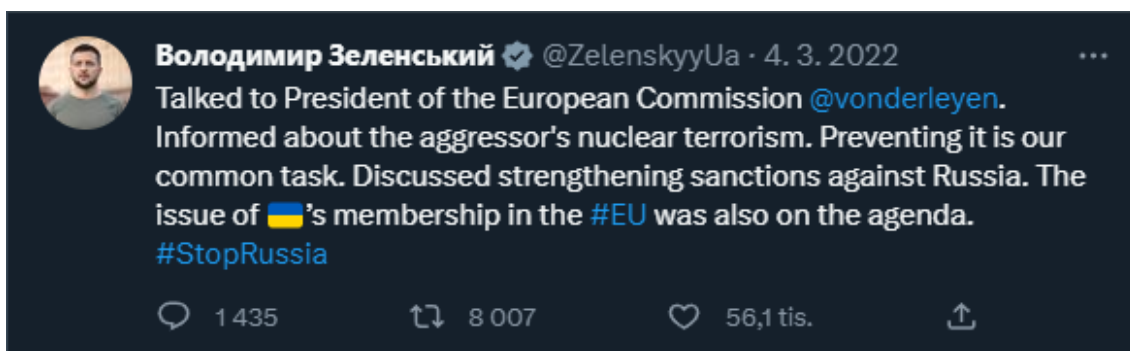 Володимир Зеленський @ZelenskyyUa · 4. 3. 2022
Talked to President of the European Commission @vonderleyen.
Informed about the aggressor's nuclear terrorism. Preventing it is our
common task. Discussed strengthening sanctions against Russia. The
issue of 🇺🇦's membership in the #EU was also on the agenda.
#StopRussia
1 435 8 007 56,1 tis.